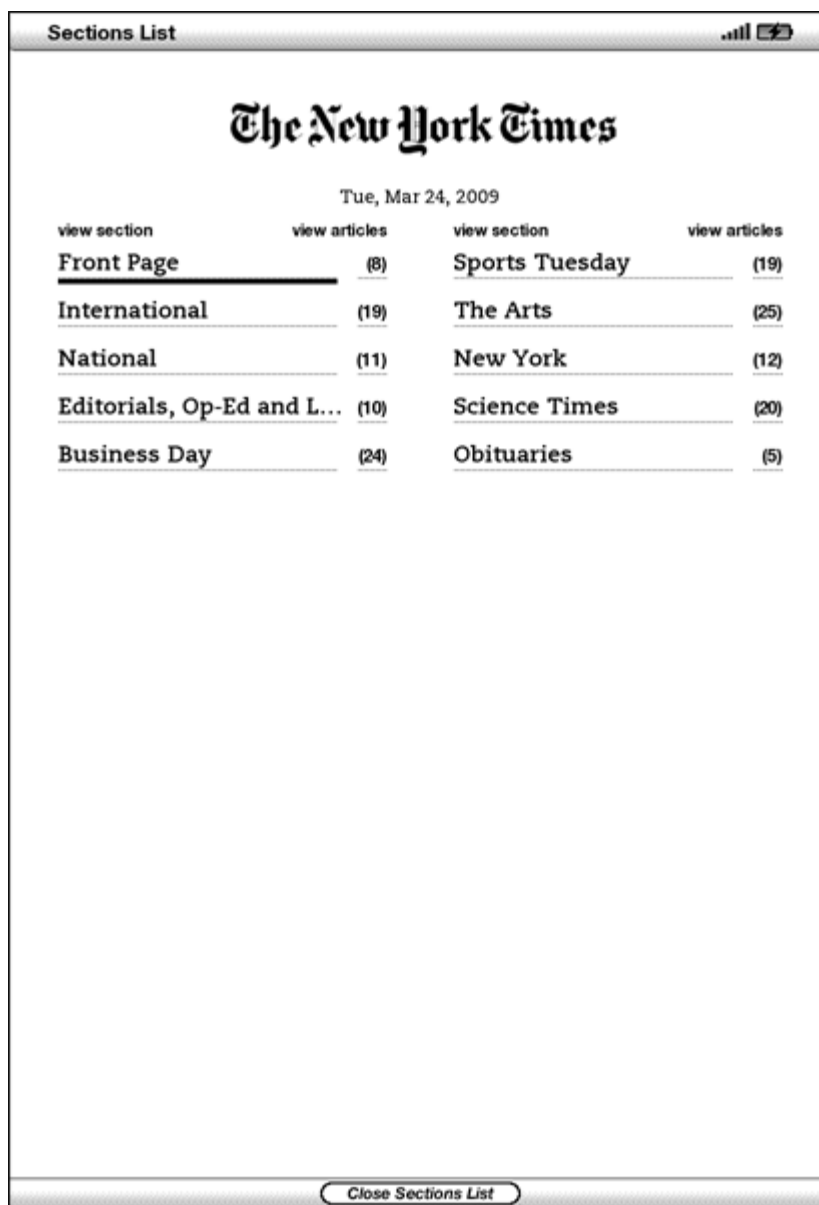 Sections List
The New York Times
Tue, Mar 24, 2009
view section view articles view section view articles
Front Page (8) Sports Tuesday (19)
International (19) The Arts (25)
National (11) New York (12)
Editorials, Op-Ed and L... (10) Science Times (20)
Business Day (24) Obituaries (5)
Close Sections List